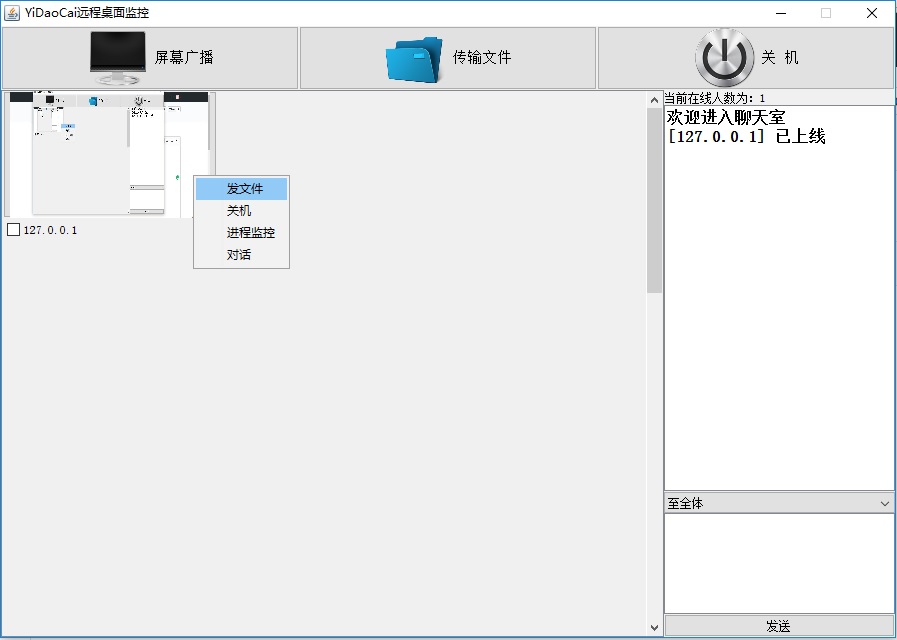 YiDaoCai远程桌面监控
屏幕广播
传输文件
关 机
127.0.0.1
发文件
关机
进程监控
对话
当前在线人数为: 1
欢迎进入聊天室
[127.0.0.1] 已上线
至全体
发送